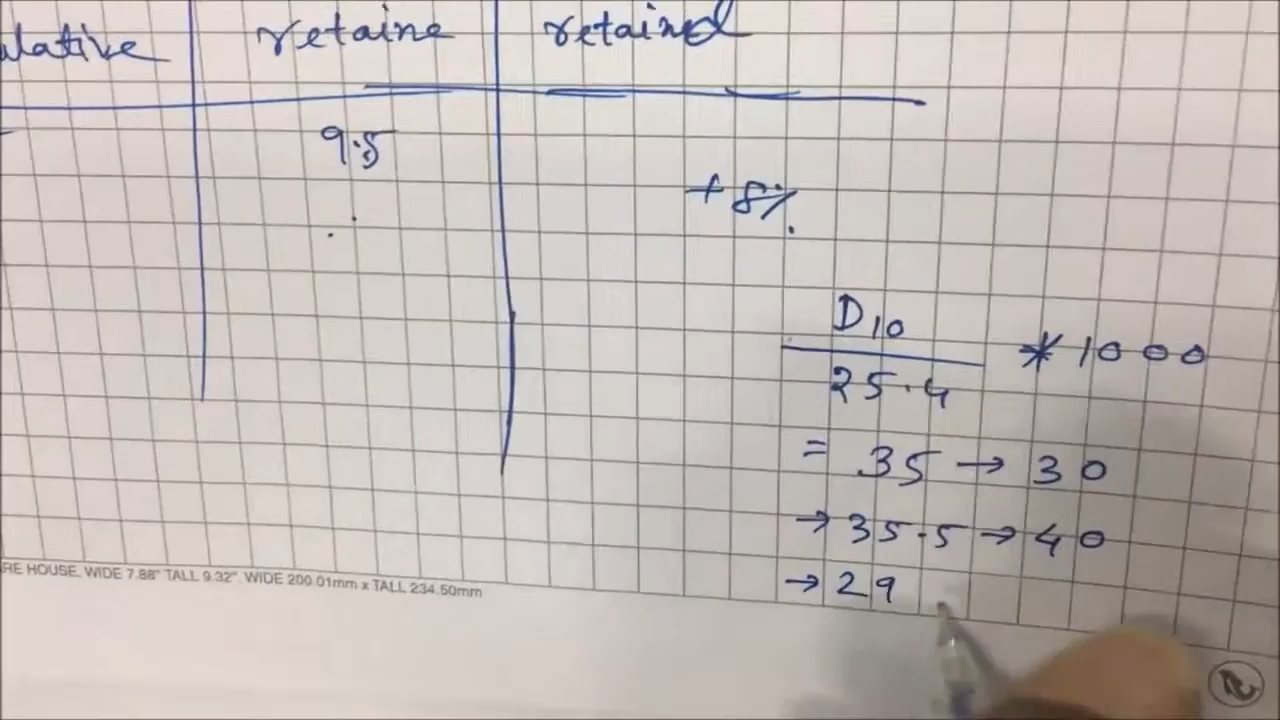 ulative retaine retained
9.5
+ 8%
D10
25.4
* 1000
= 35 → 30
→ 35.5 → 40
→ 29
RE HOUSE, WIDE 7.88" TALL 9.32", WIDE 200.01mm x TALL 234.50mm